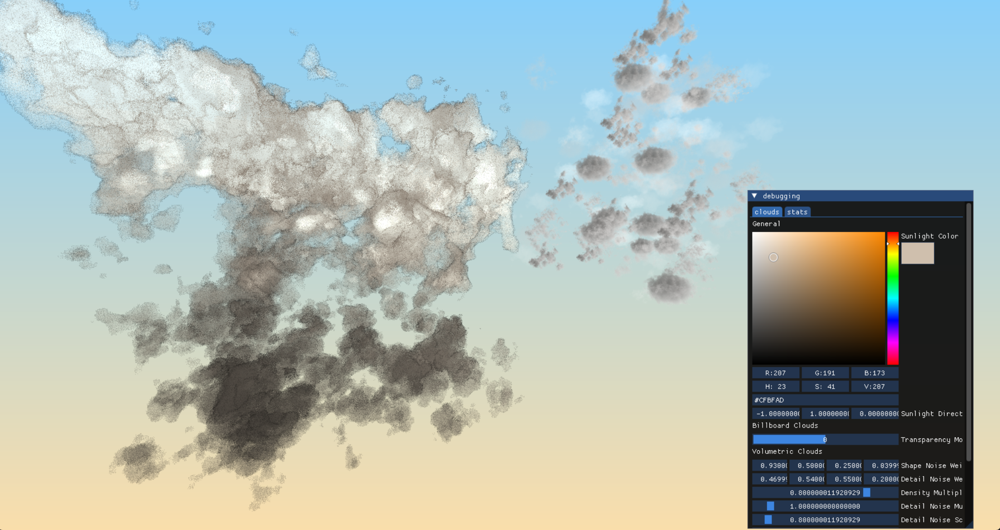 debugging
clouds stats
General
Sunlight Color
R:207 G:191 B:173
H: 23 S: 41 V:207
#CFBFAD
-1.0000000 1.0000000 0.0000000 Sunlight Direct
Billboard Clouds
0 Transparency Mo
Volumetric Clouds
0.9300 0.5000 0.2500 0.0399 Shape Noise Wei
0.4699 0.5400 0.5500 0.2000 Detail Noise We
0.800000011920929 Density Multipl
1.000000000000000 Detail Noise Mu
0.800000011920929 Detail Noise Sc